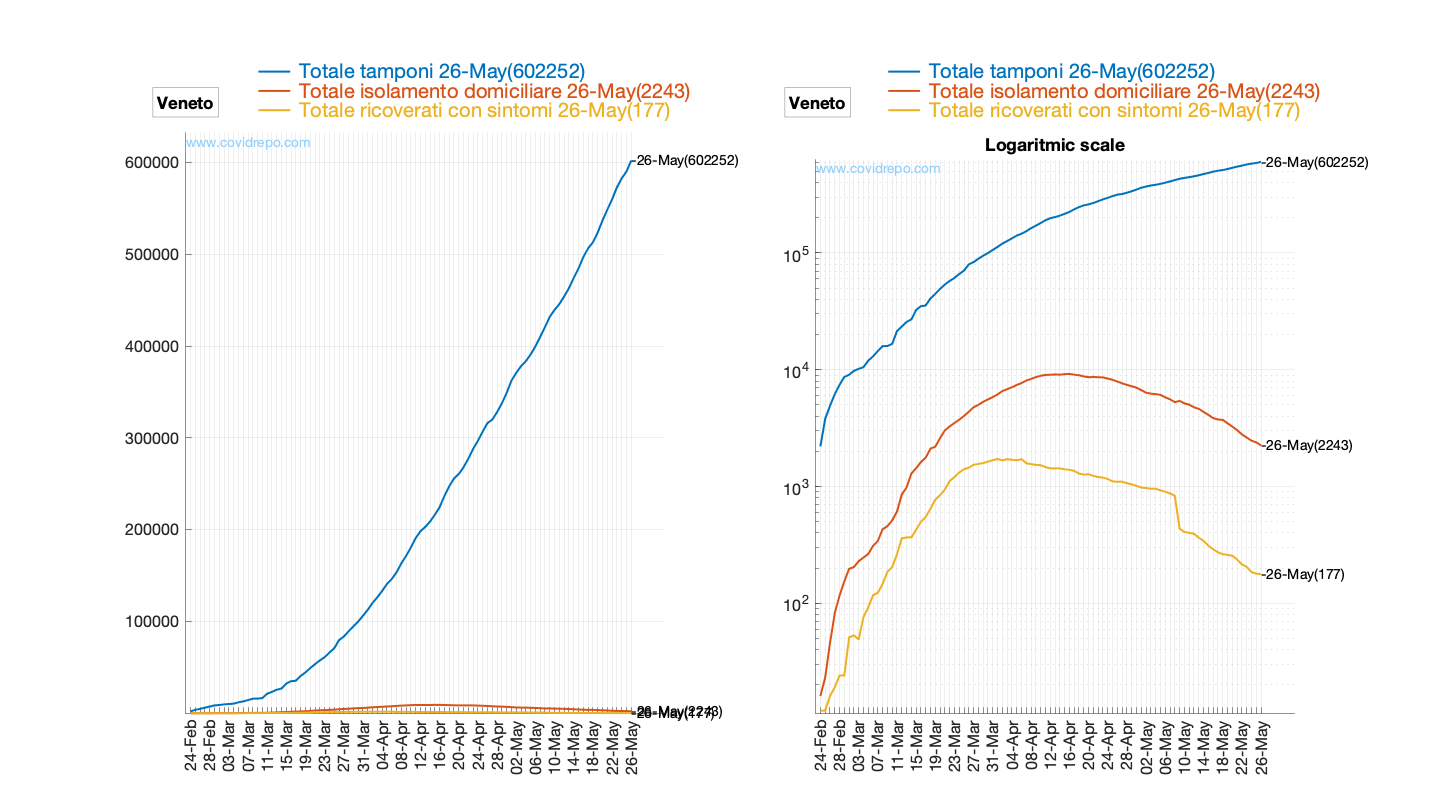 Totale tamponi 26-May(602252)
Totale isolamento domiciliare 26-May(2243)
Totale ricoverati con sintomi 26-May(177)
Veneto
www.covidrepo.com
600000
500000
400000
300000
200000
100000
26-May(602252)
26-May(2243)
26-May(177)
24-Feb
28-Feb
03-Mar
07-Mar
11-Mar
15-Mar
19-Mar
23-Mar
27-Mar
31-Mar
04-Apr
08-Apr
12-Apr
16-Apr
20-Apr
24-Apr
28-Apr
02-May
06-May
10-May
14-May
18-May
22-May
26-May
Totale tamponi 26-May(602252)
Totale isolamento domiciliare 26-May(2243)
Totale ricoverati con sintomi 26-May(177)
Veneto
Logaritmic scale
www.covidrepo.com
10^5
10^4
10^3
10^2
26-May(602252)
26-May(2243)
26-May(177)
24-Feb
28-Feb
03-Mar
07-Mar
11-Mar
15-Mar
19-Mar
23-Mar
27-Mar
31-Mar
04-Apr
08-Apr
12-Apr
16-Apr
20-Apr
24-Apr
28-Apr
02-May
06-May
10-May
14-May
18-May
22-May
26-May